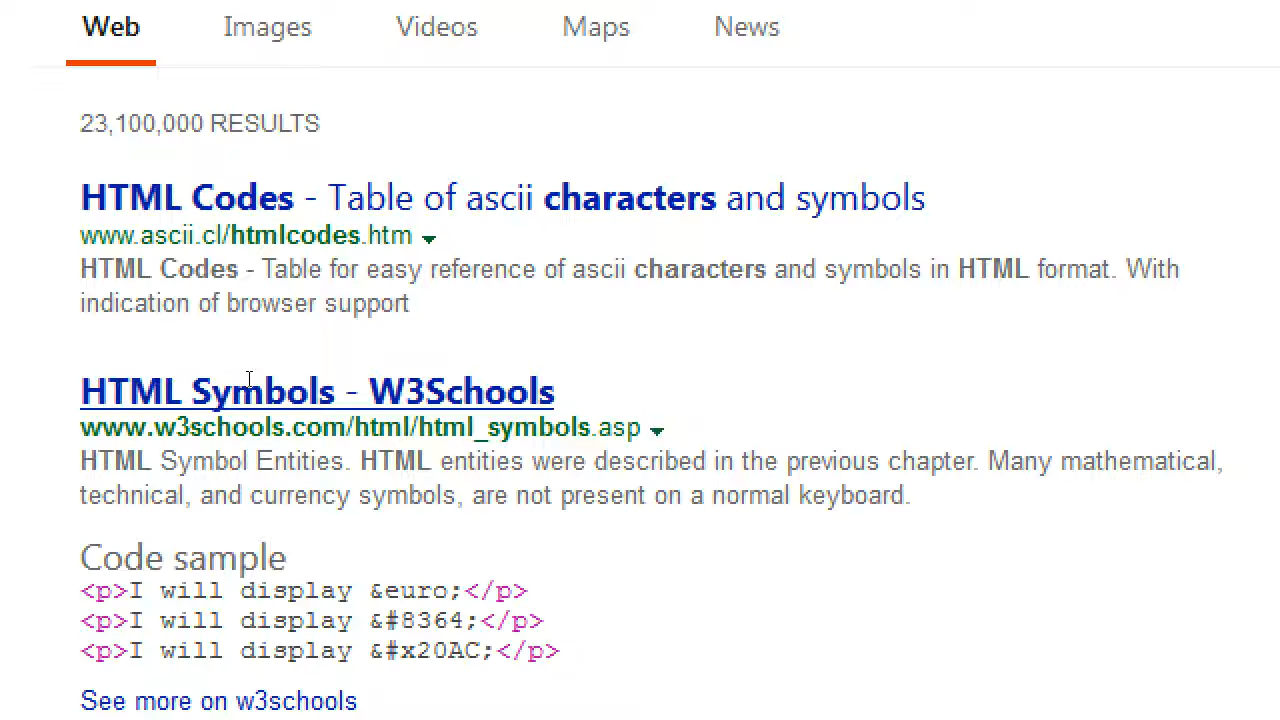 Web Images Videos Maps News
23,100,000 RESULTS
HTML Codes - Table of ascii characters and symbols
www.ascii.cl/htmlcodes.htm
HTML Codes - Table for easy reference of ascii characters and symbols in HTML format. With
indication of browser support
HTML Symbols - W3Schools
www.w3schools.com/html/html_symbols.asp
HTML Symbol Entities. HTML entities were described in the previous chapter. Many mathematical,
technical, and currency symbols, are not present on a normal keyboard.
Code sample
<p>I will display &euro;</p>
<p>I will display &#8364;</p>
<p>I will display &#x20AC;</p>
See more on w3schools